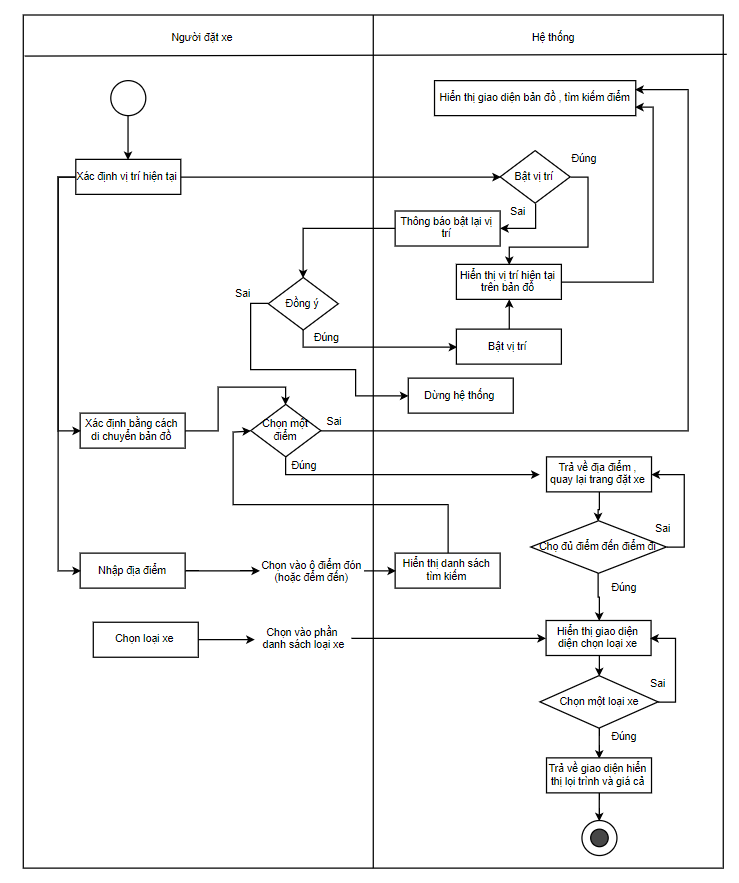 Người đặt xe
Hệ thống
Hiển thị giao diện bản đồ , tìm kiếm điểm
Xác định vị trí hiện tại
Bật vị trí
Đúng
Sai
Thông báo bật lại vị
trí
Hiển thị vị trí hiện tại
trên bản đồ
Sai
Đồng ý
Đúng
Bật vị trí
Dừng hệ thống
Xác định bằng cách
di chuyển bản đồ
Chọn một
điểm
Sai
Đúng
Trả về địa điểm ,
quay lại trang đặt xe
Sai
Chọ đủ điểm đến điểm đi
Đúng
Nhập địa điểm
Chọn vào ô điểm đón
(hoặc đểm đến)
Hiển thị danh sách
tìm kiếm
Chọn loại xe
Chọn vào phần
danh sách loại xe
Hiển thị giao diện
diện chọn loại xe
Sai
Chọn một loại xe
Đúng
Trả về giao diện hiển
thị lọi trình và giá cả